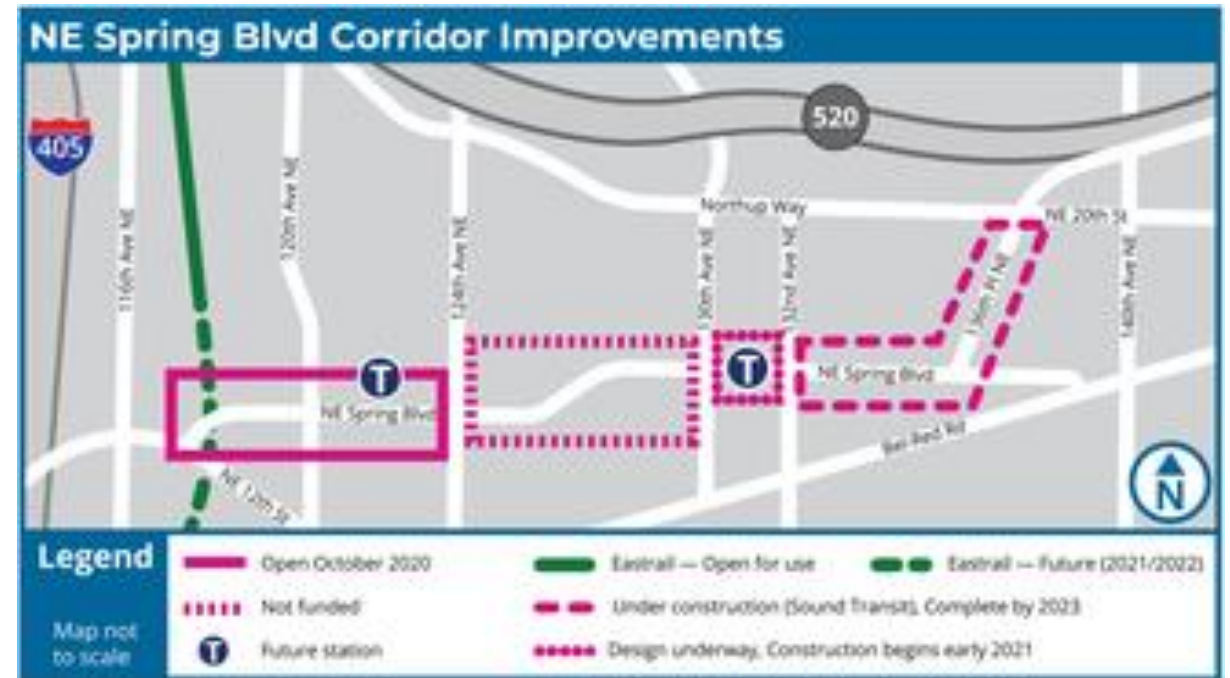 NE Spring Blvd Corridor Improvements
405
520
116th Ave NE
120th Ave NE
124th Ave NE
Northup Way
130th Ave NE
132nd Ave NE
NE 20th St
136th Pl NE
140th Ave NE
T
T
NE Spring Blvd
NE Spring Blvd
Bel-Red Rd
NE 12th St
N
Legend
Map not
to scale
Open October 2020
Eastrail — Open for use
Eastrail — Future (2021/2022)
Not funded
Under construction (Sound Transit), Complete by 2023
T
Future station
Design underway, Construction begins early 2021